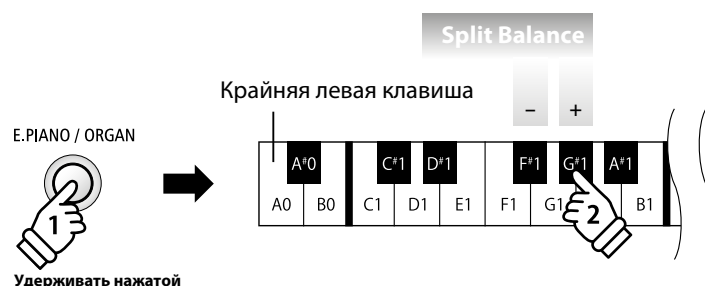 Split Balance
Крайняя левая клавиша
– +
E.PIANO / ORGAN
A#0 C#1 D#1 F#1 G#1 A#1
1
A0 B0 C1 D1 E1 F1 G1 2 B1
Удерживать нажатой